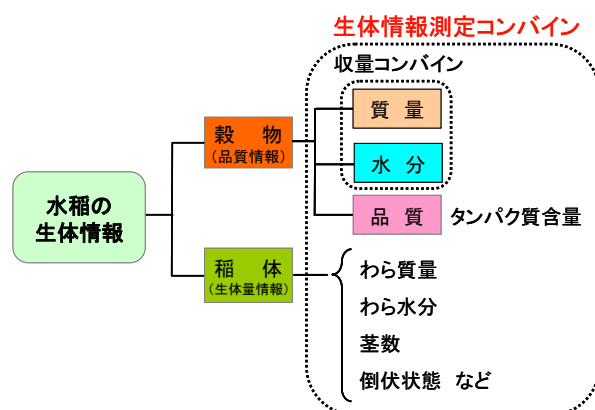 生体情報測定コンバイン
収量コンバイン
質 量
穀 物
(品質情報)
水 分
水稲の
生体情報
品 質 タンパク質含量
稲 体
(生体量情報)
わら質量
わら水分
茎数
倒伏状態 など